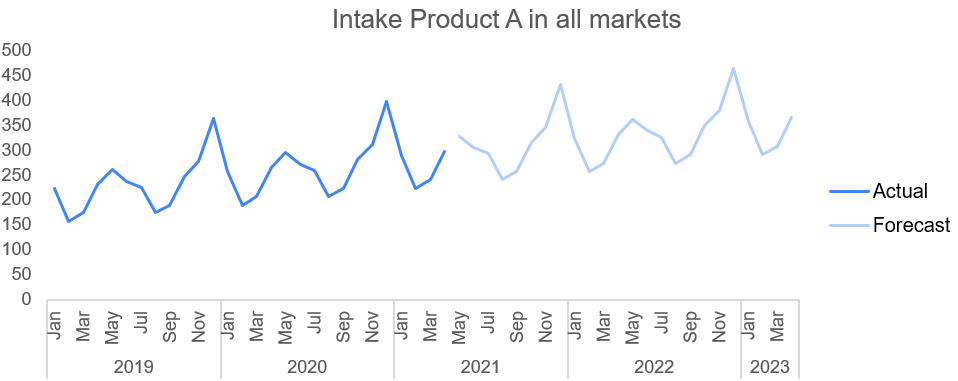 Intake Product A in all markets
500
450
400
350
300
250
200
150
100
50
0
Jan Mar May Jul Sep Nov Jan Mar May Jul Sep Nov Jan Mar May Jul Sep Nov Jan Mar May Jul Sep Nov Jan Mar
2019 2020 2021 2022 2023
Actual
Forecast